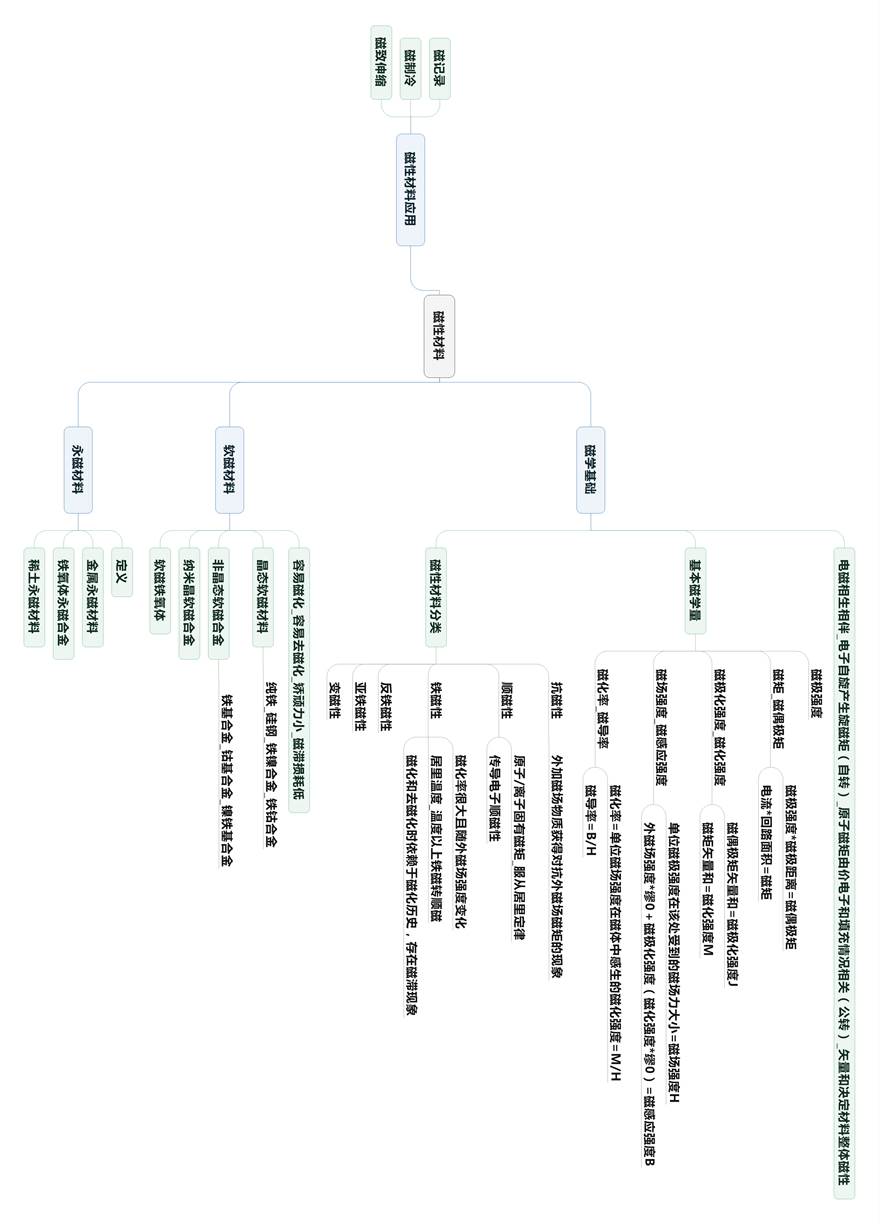 磁性材料
磁学基础
电磁相生相伴_电子自旋产生旋磁矩（自转）_原子磁矩由价电子和填充情况相关（公转）_矢量和决定材料整体磁性
基本磁学量
磁极强度
磁矩_磁偶极矩
磁极强度*磁极距离=磁偶极矩
电流*回路面积=磁矩
磁极化强度_磁化强度
磁偶极矩矢量和=磁极化强度J
磁矩矢量和=磁化强度M
磁场强度_磁感应强度
单位磁极强度在该处受到的磁场力大小=磁场强度H
外磁场强度*缪0+磁极化强度（磁化强度*缪0）=磁感应强度B
磁化率_磁导率
磁化率=单位磁场强度在磁体中感生的磁化强度=M/H
磁导率=B/H
磁性材料分类
抗磁性
外加磁场物质获得对抗外磁场磁矩的现象
顺磁性
原子/离子固有磁矩_服从居里定律
传导电子顺磁性
铁磁性
磁化率很大且随外磁场强度变化
居里温度_温度以上铁磁转顺磁
磁化和去磁化时依赖于磁化历史，存在磁滞现象
反铁磁性
亚铁磁性
变磁性
软磁材料
容易磁化_容易去磁化_矫顽力小_磁滞损耗低
晶态软磁材料
纯铁_硅钢_铁镍合金_铁钴合金
非晶态软磁合金
铁基合金_钴基合金_镍铁基合金
纳米晶软磁合金
软磁铁氧体
永磁材料
定义
金属永磁材料
铁氧体永磁合金
稀土永磁材料
磁性材料应用
磁记录
磁制冷
磁致伸缩